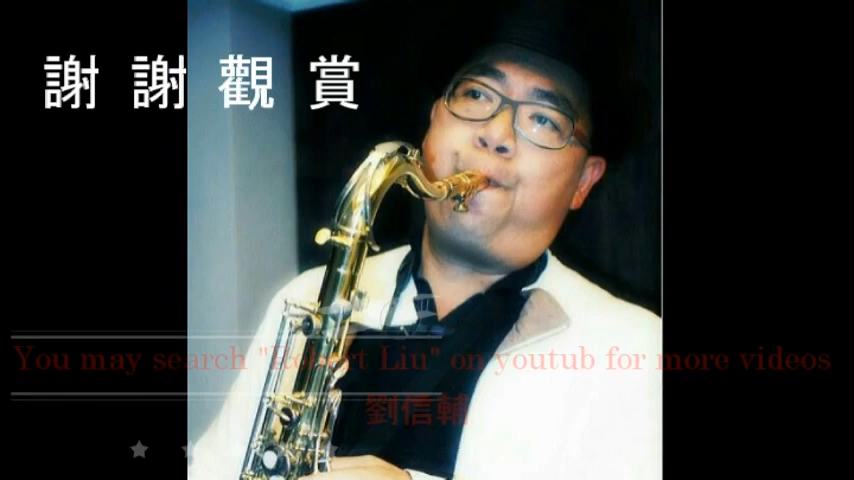 謝 謝 觀 賞
You may search "Robert Liu" on youtub for more videos
劉信輔